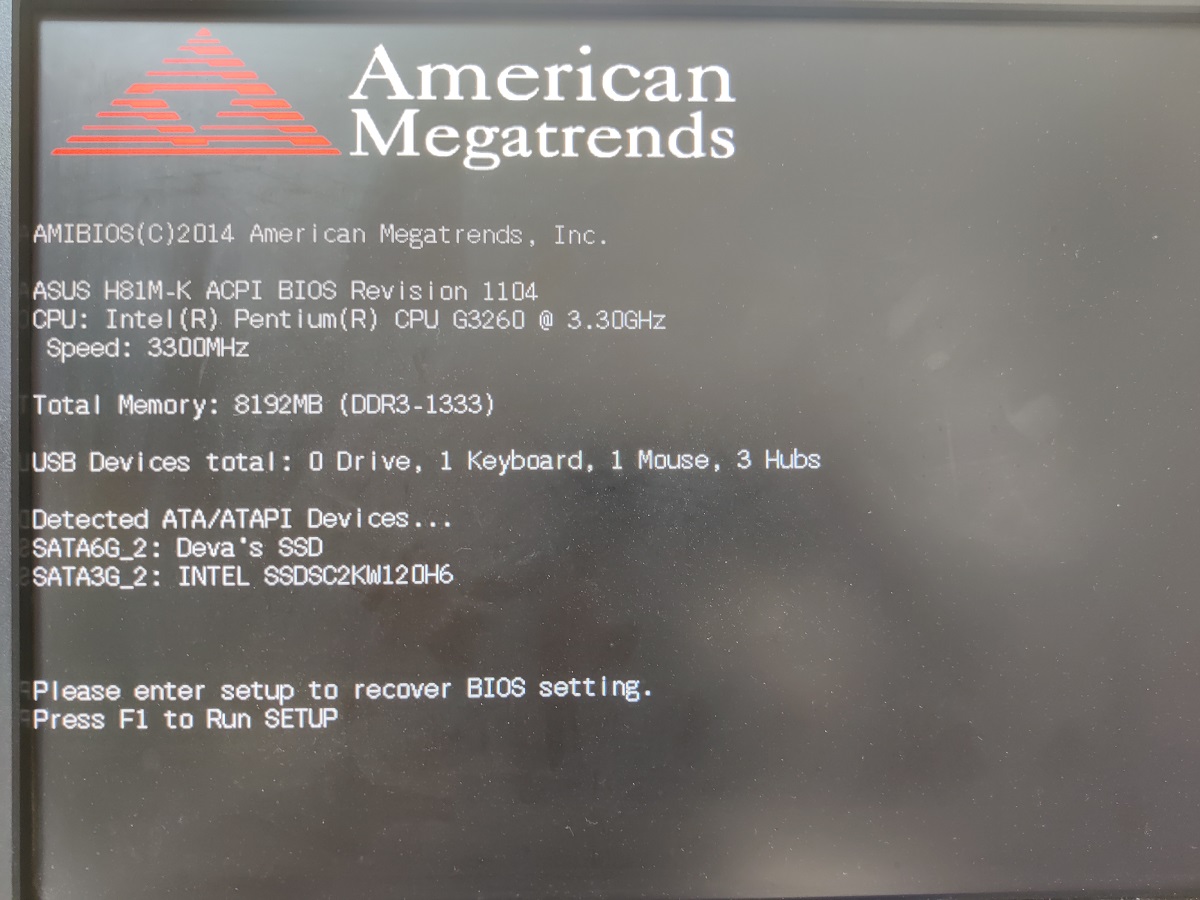 American
Megatrends
AMIBIOS(C)2014 American Megatrends, Inc.
ASUS H81M-K ACPI BIOS Revision 1104
CPU: Intel(R) Pentium(R) CPU G3260 @ 3.30GHz
Speed: 3300MHz
Total Memory: 8192MB (DDR3-1333)
USB Devices total: 0 Drive, 1 Keyboard, 1 Mouse, 3 Hubs
Detected ATA/ATAPI Devices...
SATA6G_2: Deva's SSD
SATA3G_2: INTEL SSDSC2KW120H6
Please enter setup to recover BIOS setting.
Press F1 to Run SETUP